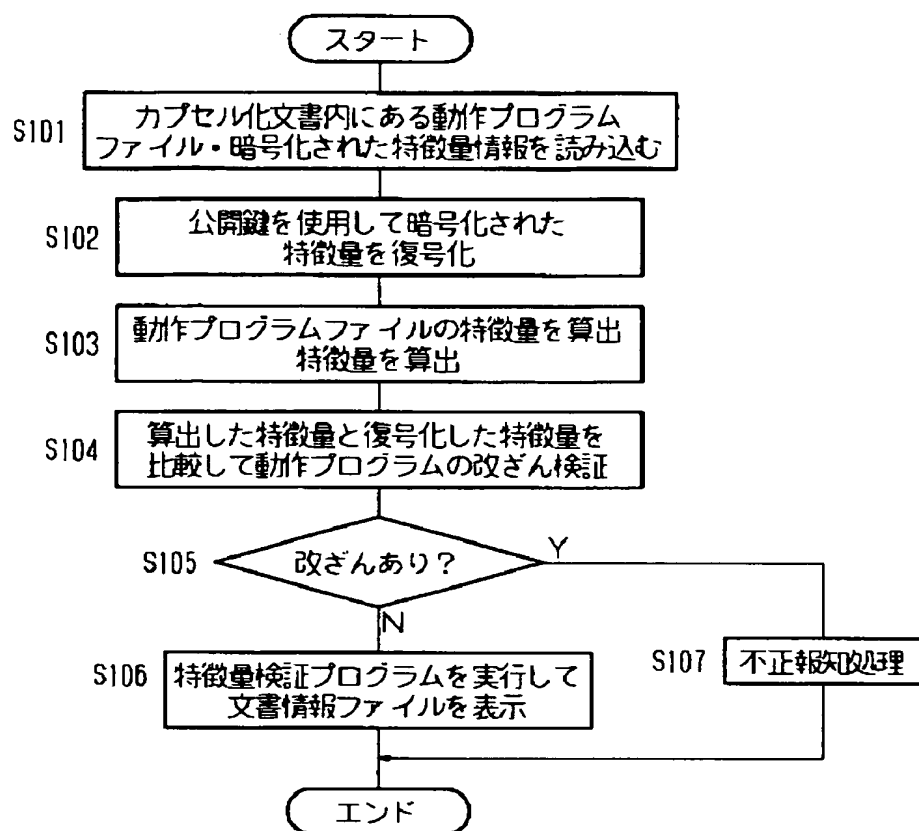 スタート
S101
カプセル化文書内にある動作プログラム
ファイル・暗号化された特徴量情報を読み込む
S102
公開鍵を使用して暗号化された
特徴量を復号化
S103
動作プログラムファイルの特徴量を算出
特徴量を算出
S104
算出した特徴量と復号化した特徴量を
比較して動作プログラムの改ざん検証
S105
改ざんあり?
Y
N
S106
特徴量検証プログラムを実行して
文書情報ファイルを表示
S107
不正報知処理
エンド